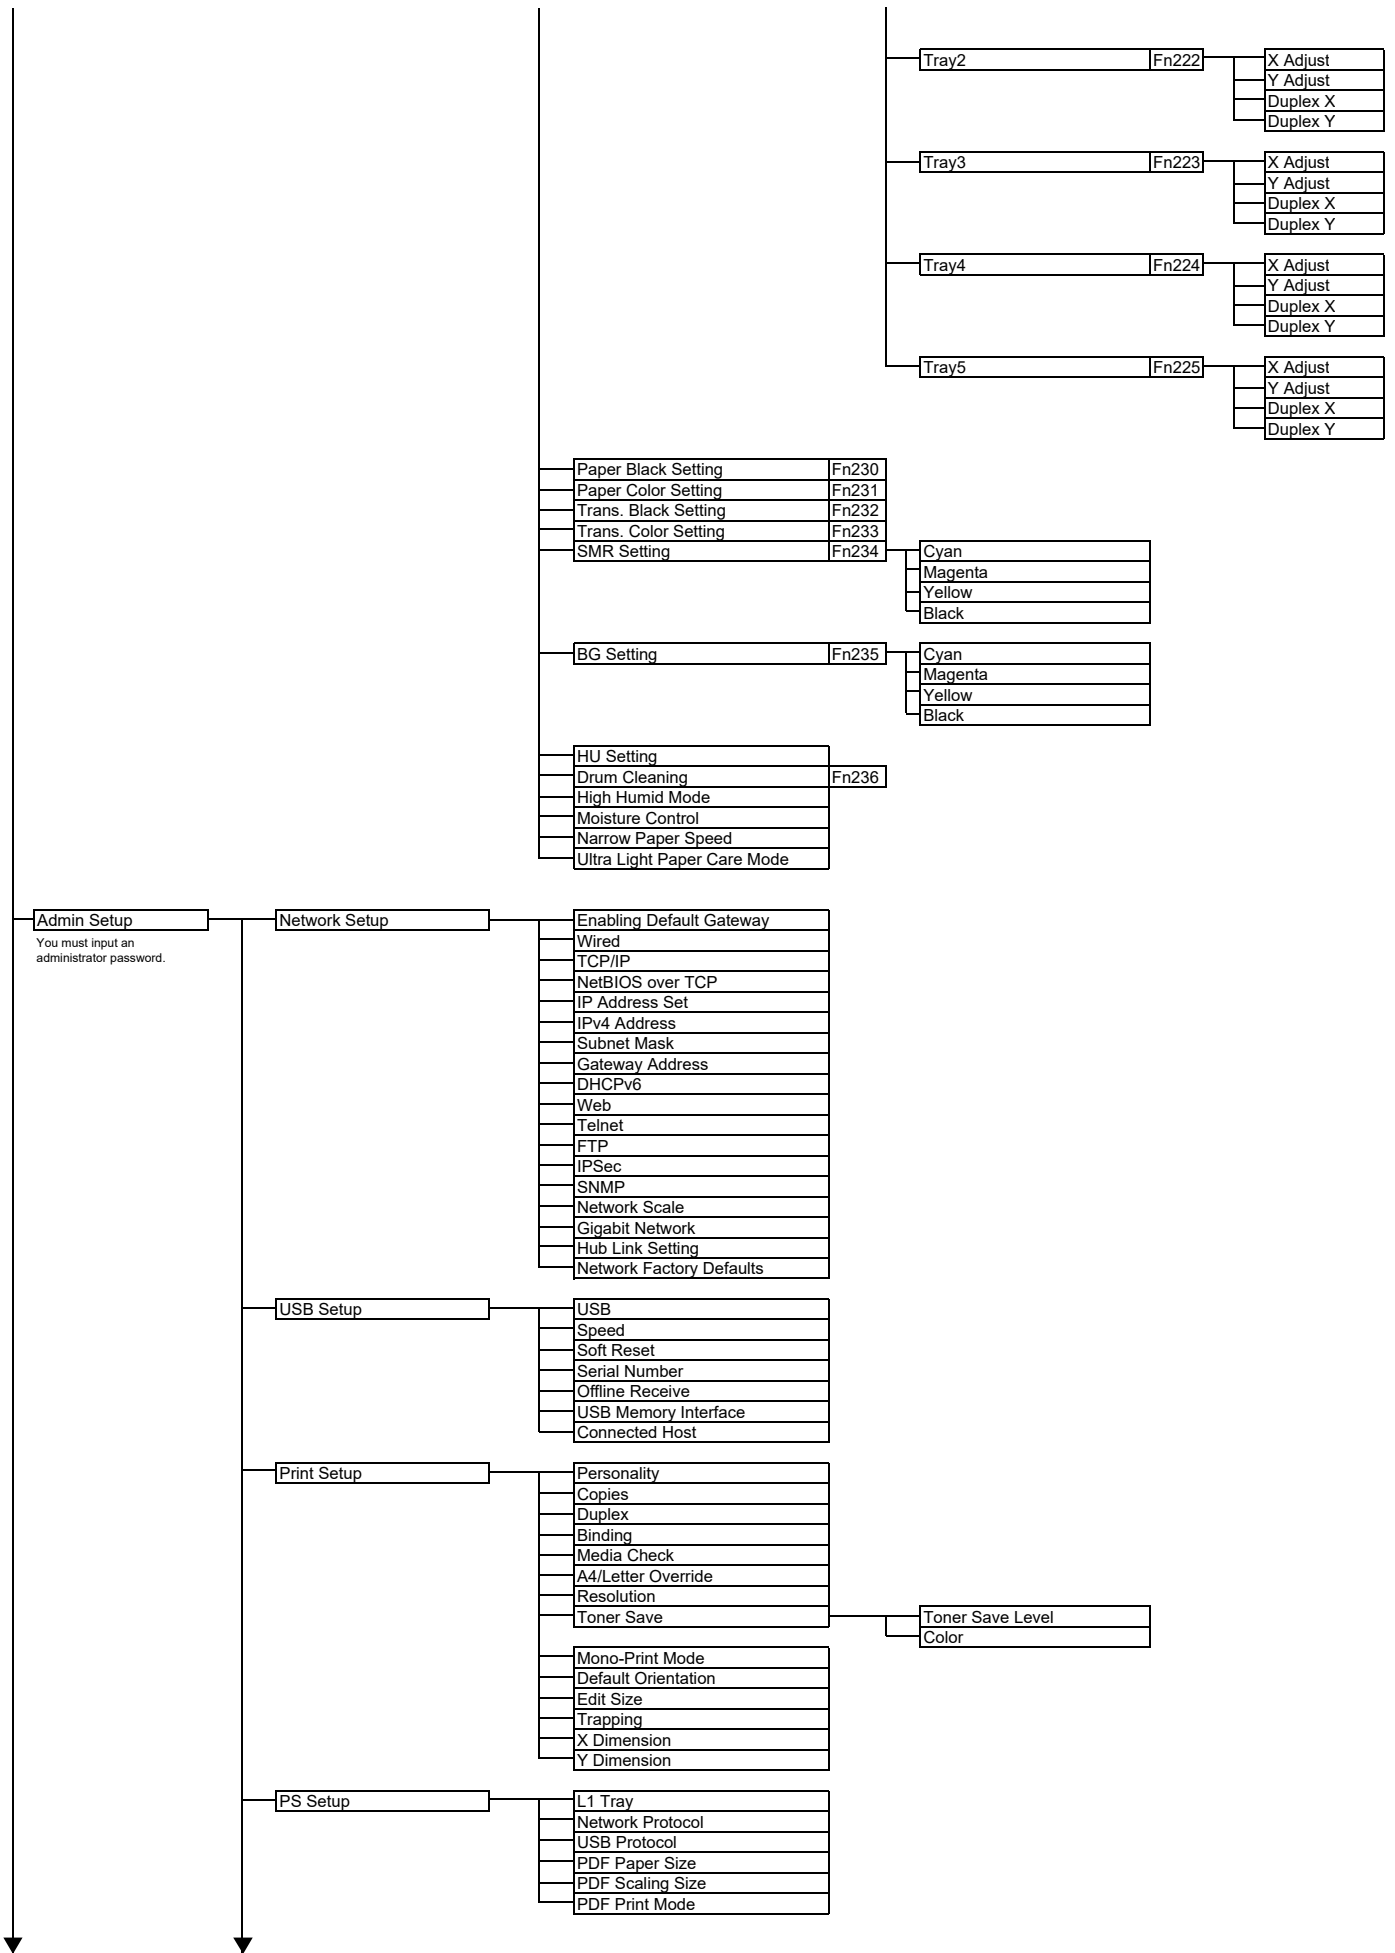 Tray2 Fn222 X Adjust
Y Adjust
Duplex X
Duplex Y
Tray3 Fn223 X Adjust
Y Adjust
Duplex X
Duplex Y
Tray4 Fn224 X Adjust
Y Adjust
Duplex X
Duplex Y
Tray5 Fn225 X Adjust
Y Adjust
Duplex X
Duplex Y
Paper Black Setting Fn230
Paper Color Setting Fn231
Trans. Black Setting Fn232
Trans. Color Setting Fn233
SMR Setting Fn234 Cyan
Magenta
Yellow
Black
BG Setting Fn235 Cyan
Magenta
Yellow
Black
HU Setting
Drum Cleaning Fn236
High Humid Mode
Moisture Control
Narrow Paper Speed
Ultra Light Paper Care Mode
Admin Setup
You must input an
administrator password.
Network Setup
Enabling Default Gateway
Wired
TCP/IP
NetBIOS over TCP
IP Address Set
IPv4 Address
Subnet Mask
Gateway Address
DHCPv6
Web
Telnet
FTP
IPSec
SNMP
Network Scale
Gigabit Network
Hub Link Setting
Network Factory Defaults
USB Setup
USB
Speed
Soft Reset
Serial Number
Offline Receive
USB Memory Interface
Connected Host
Print Setup
Personality
Copies
Duplex
Binding
Media Check
A4/Letter Override
Resolution
Toner Save
Toner Save Level
Color
Mono-Print Mode
Default Orientation
Edit Size
Trapping
X Dimension
Y Dimension
PS Setup
L1 Tray
Network Protocol
USB Protocol
PDF Paper Size
PDF Scaling Size
PDF Print Mode